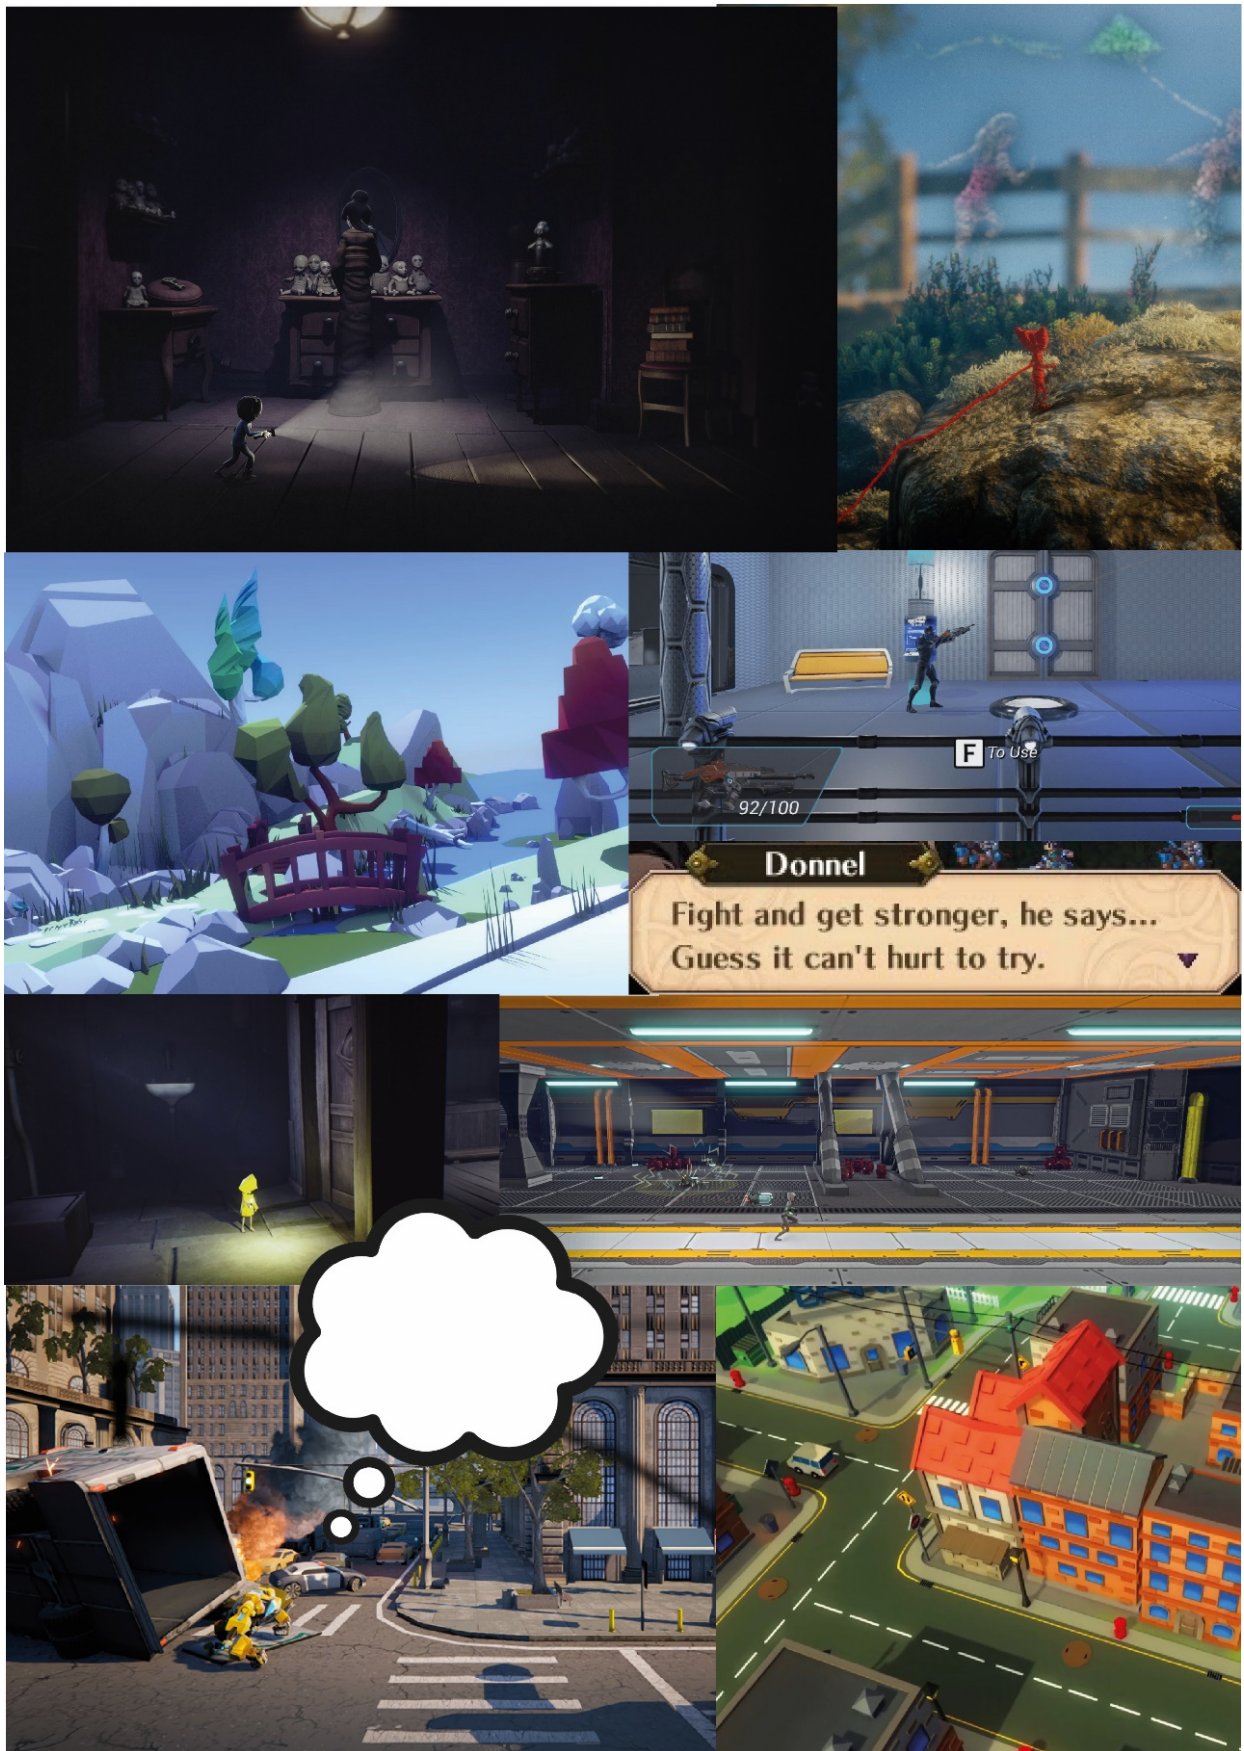 F To Use
92/100
Donnel
Fight and get stronger, he says...
Guess it can't hurt to try.